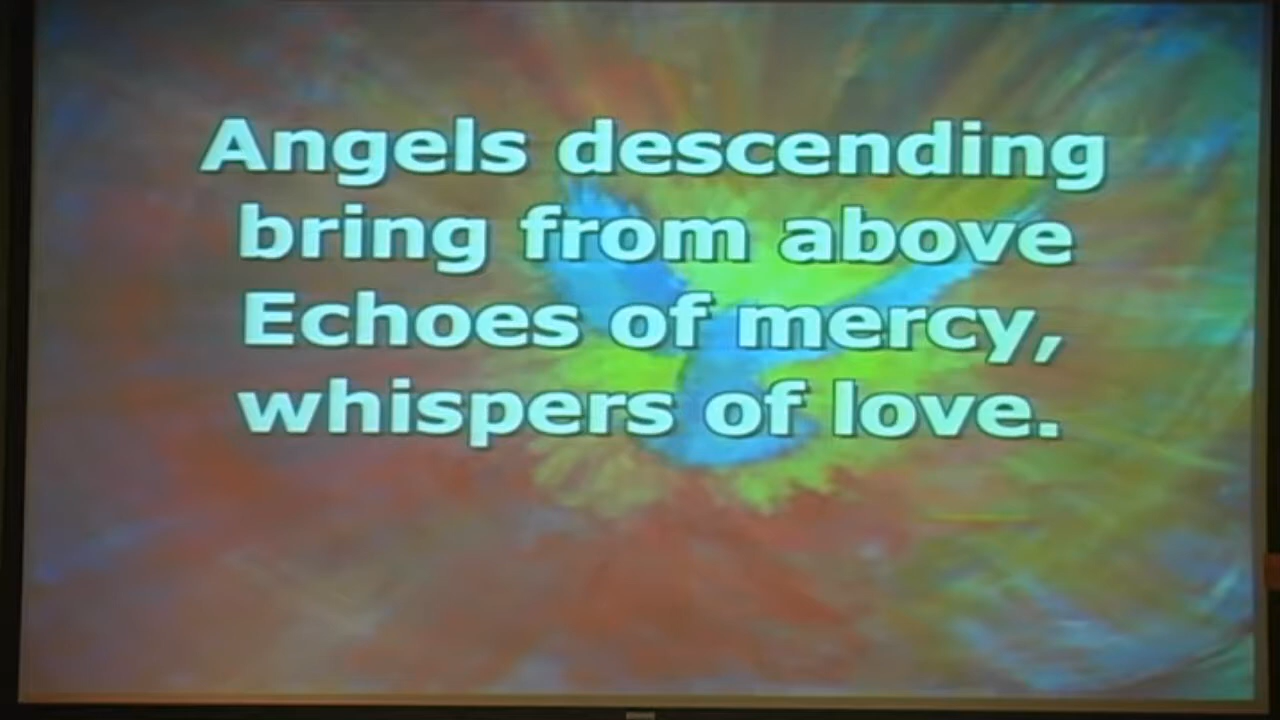 Angels descending
bring from above
Echoes of mercy,
whispers of love.